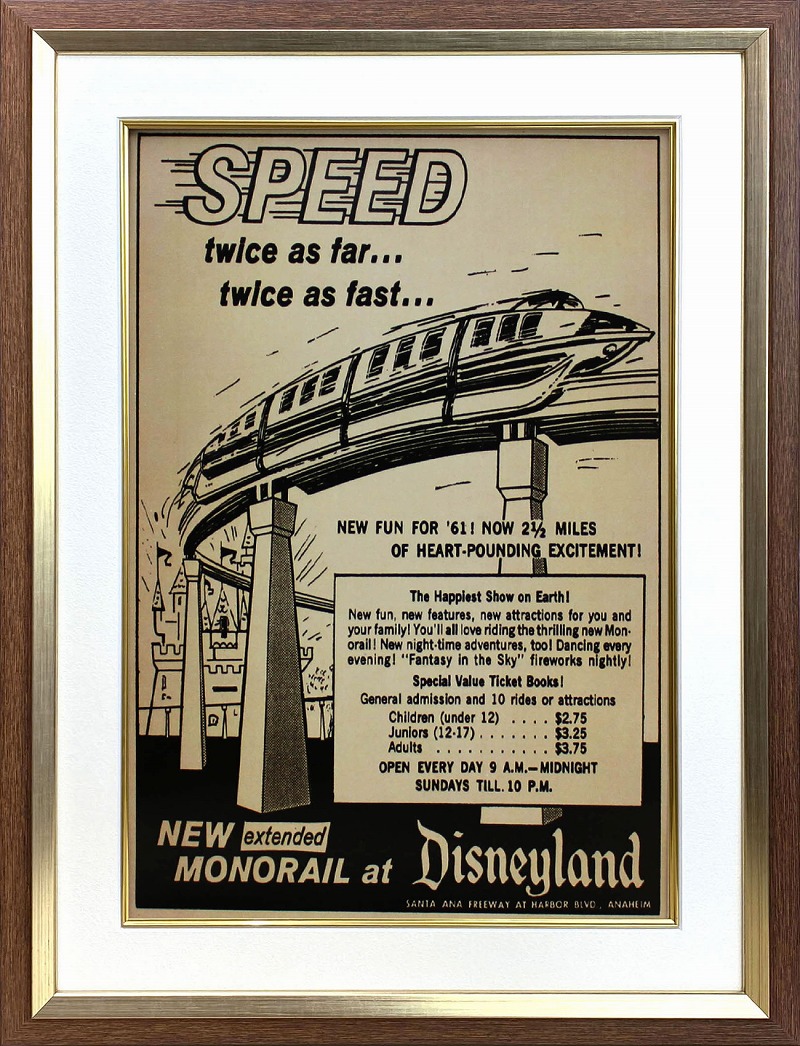 SPEED
twice as far...
twice as fast...
NEW FUN FOR '61! NOW 2½ MILES
OF HEART-POUNDING EXCITEMENT!
The Happiest Show on Earth!
New fun, new features, new attractions for you and
your family! You'll all love riding the thrilling new Mon-
orail! New night-time adventures, too! Dancing every
evening! "Fantasy in the Sky" fireworks nightly!
Special Value Ticket Books!
General admission and 10 rides or attractions
Children (under 12) .... $2.75
Juniors (12-17) ....... $3.25
Adults ........... $3.75
OPEN EVERY DAY 9 A.M.—MIDNIGHT
SUNDAYS TILL 10 P.M.
NEW extended
MONORAIL at Disneyland
SANTA ANA FREEWAY AT HARBOR BLVD., ANAHEIM